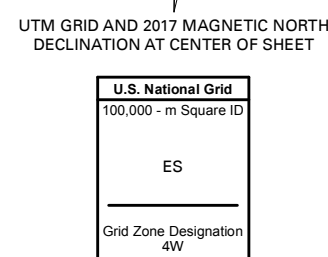 UTM GRID AND 2017 MAGNETIC NORTH
DECLINATION AT CENTER OF SHEET
U.S. National Grid
100,000 - m Square ID
ES
Grid Zone Designation
4W